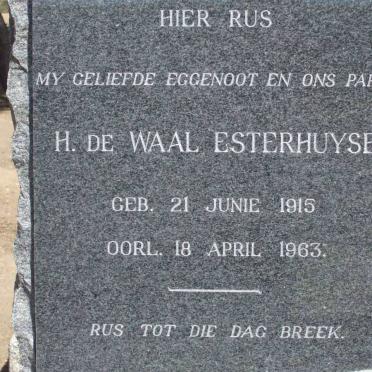 HIER RUS
MY GELIEFDE EGGENOOT EN ONS
H. DE WAAL ESTERHUYSE
GEB. 21 JUNIE 1915
OORL. 18 APRIL 1963.
RUS TOT DIE DAG BREEK.